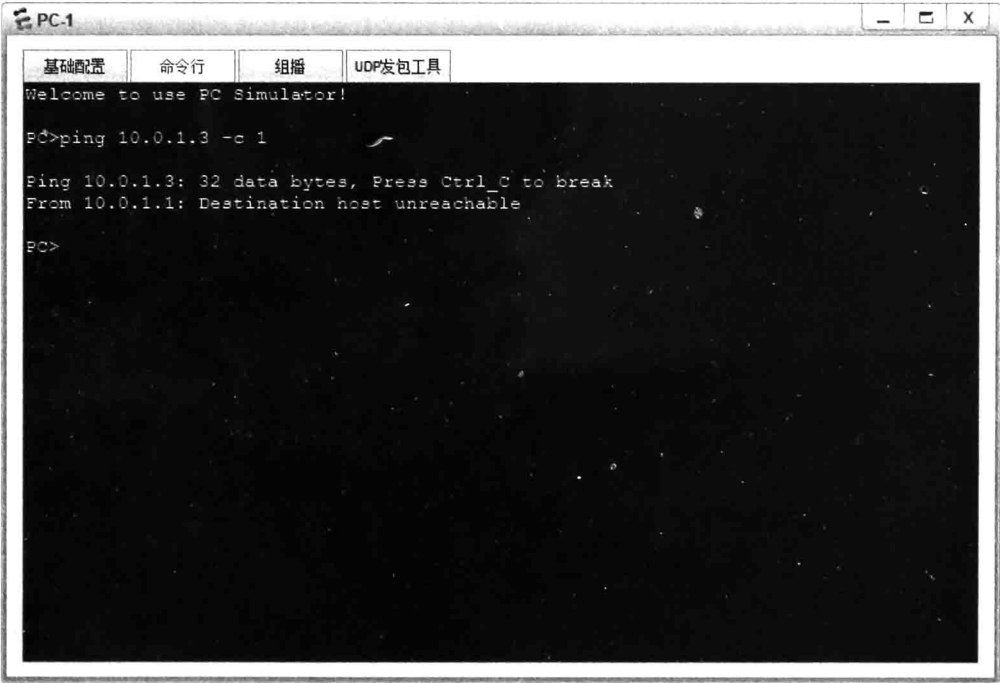 PC-1
基础配置 命令行 组播 UDP发包工具
Welcome to use PC Simulator!
PC>ping 10.0.1.3 -c 1
Ping 10.0.1.3: 32 data bytes, Press Ctrl_C to break
From 10.0.1.1: Destination host unreachable
PC>